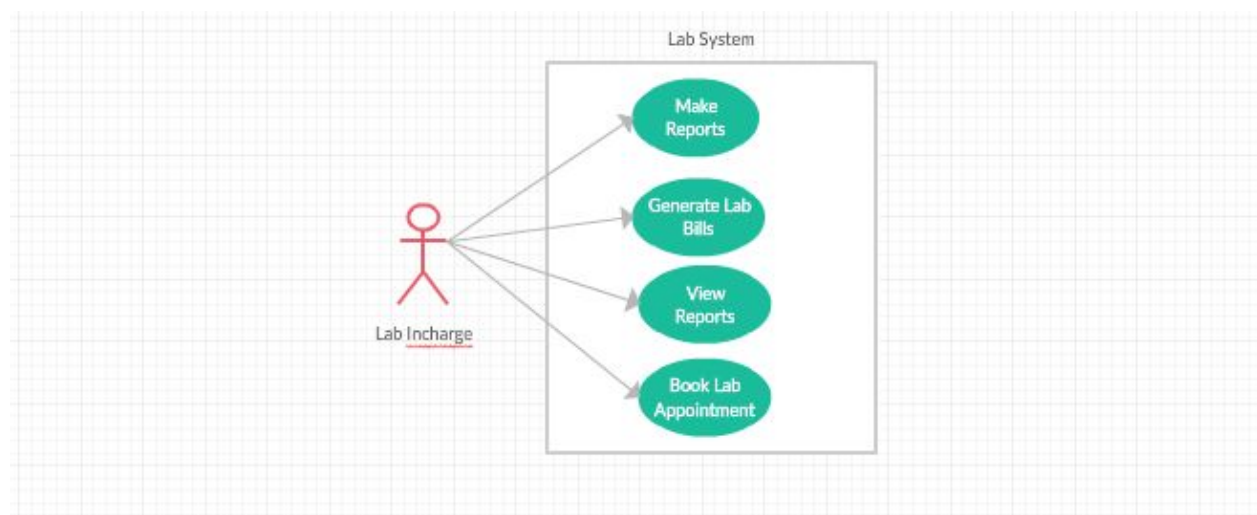 Lab System
Make
Reports
Generate Lab
Bills
View
Reports
Lab Incharge
Book Lab
Appointment